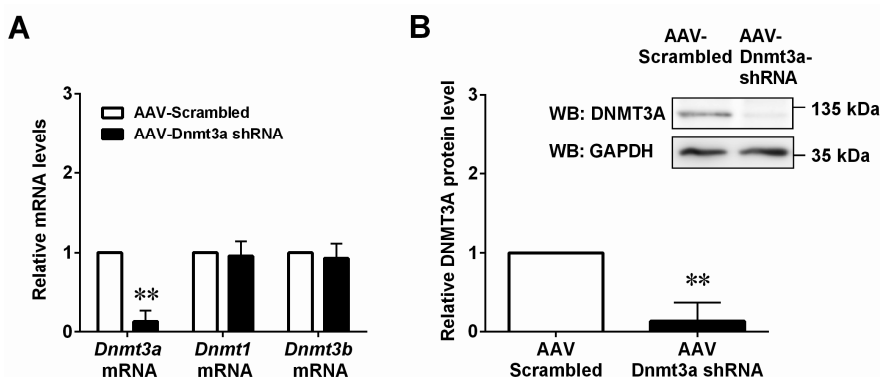 A
Relative mRNA levels
3
2
1
0
AAV-Scrambled
AAV-Dnmt3a shRNA
**
Dnmt3a
mRNA
Dnmt1
mRNA
Dnmt3b
mRNA
B
Relative DNMT3A protein level
3
2
1
0
AAV-
Scrambled
AAV-
Dnmt3a-
shRNA
WB: DNMT3A
135 kDa
WB: GAPDH
35 kDa
**
AAV
Scrambled
AAV
Dnmt3a shRNA